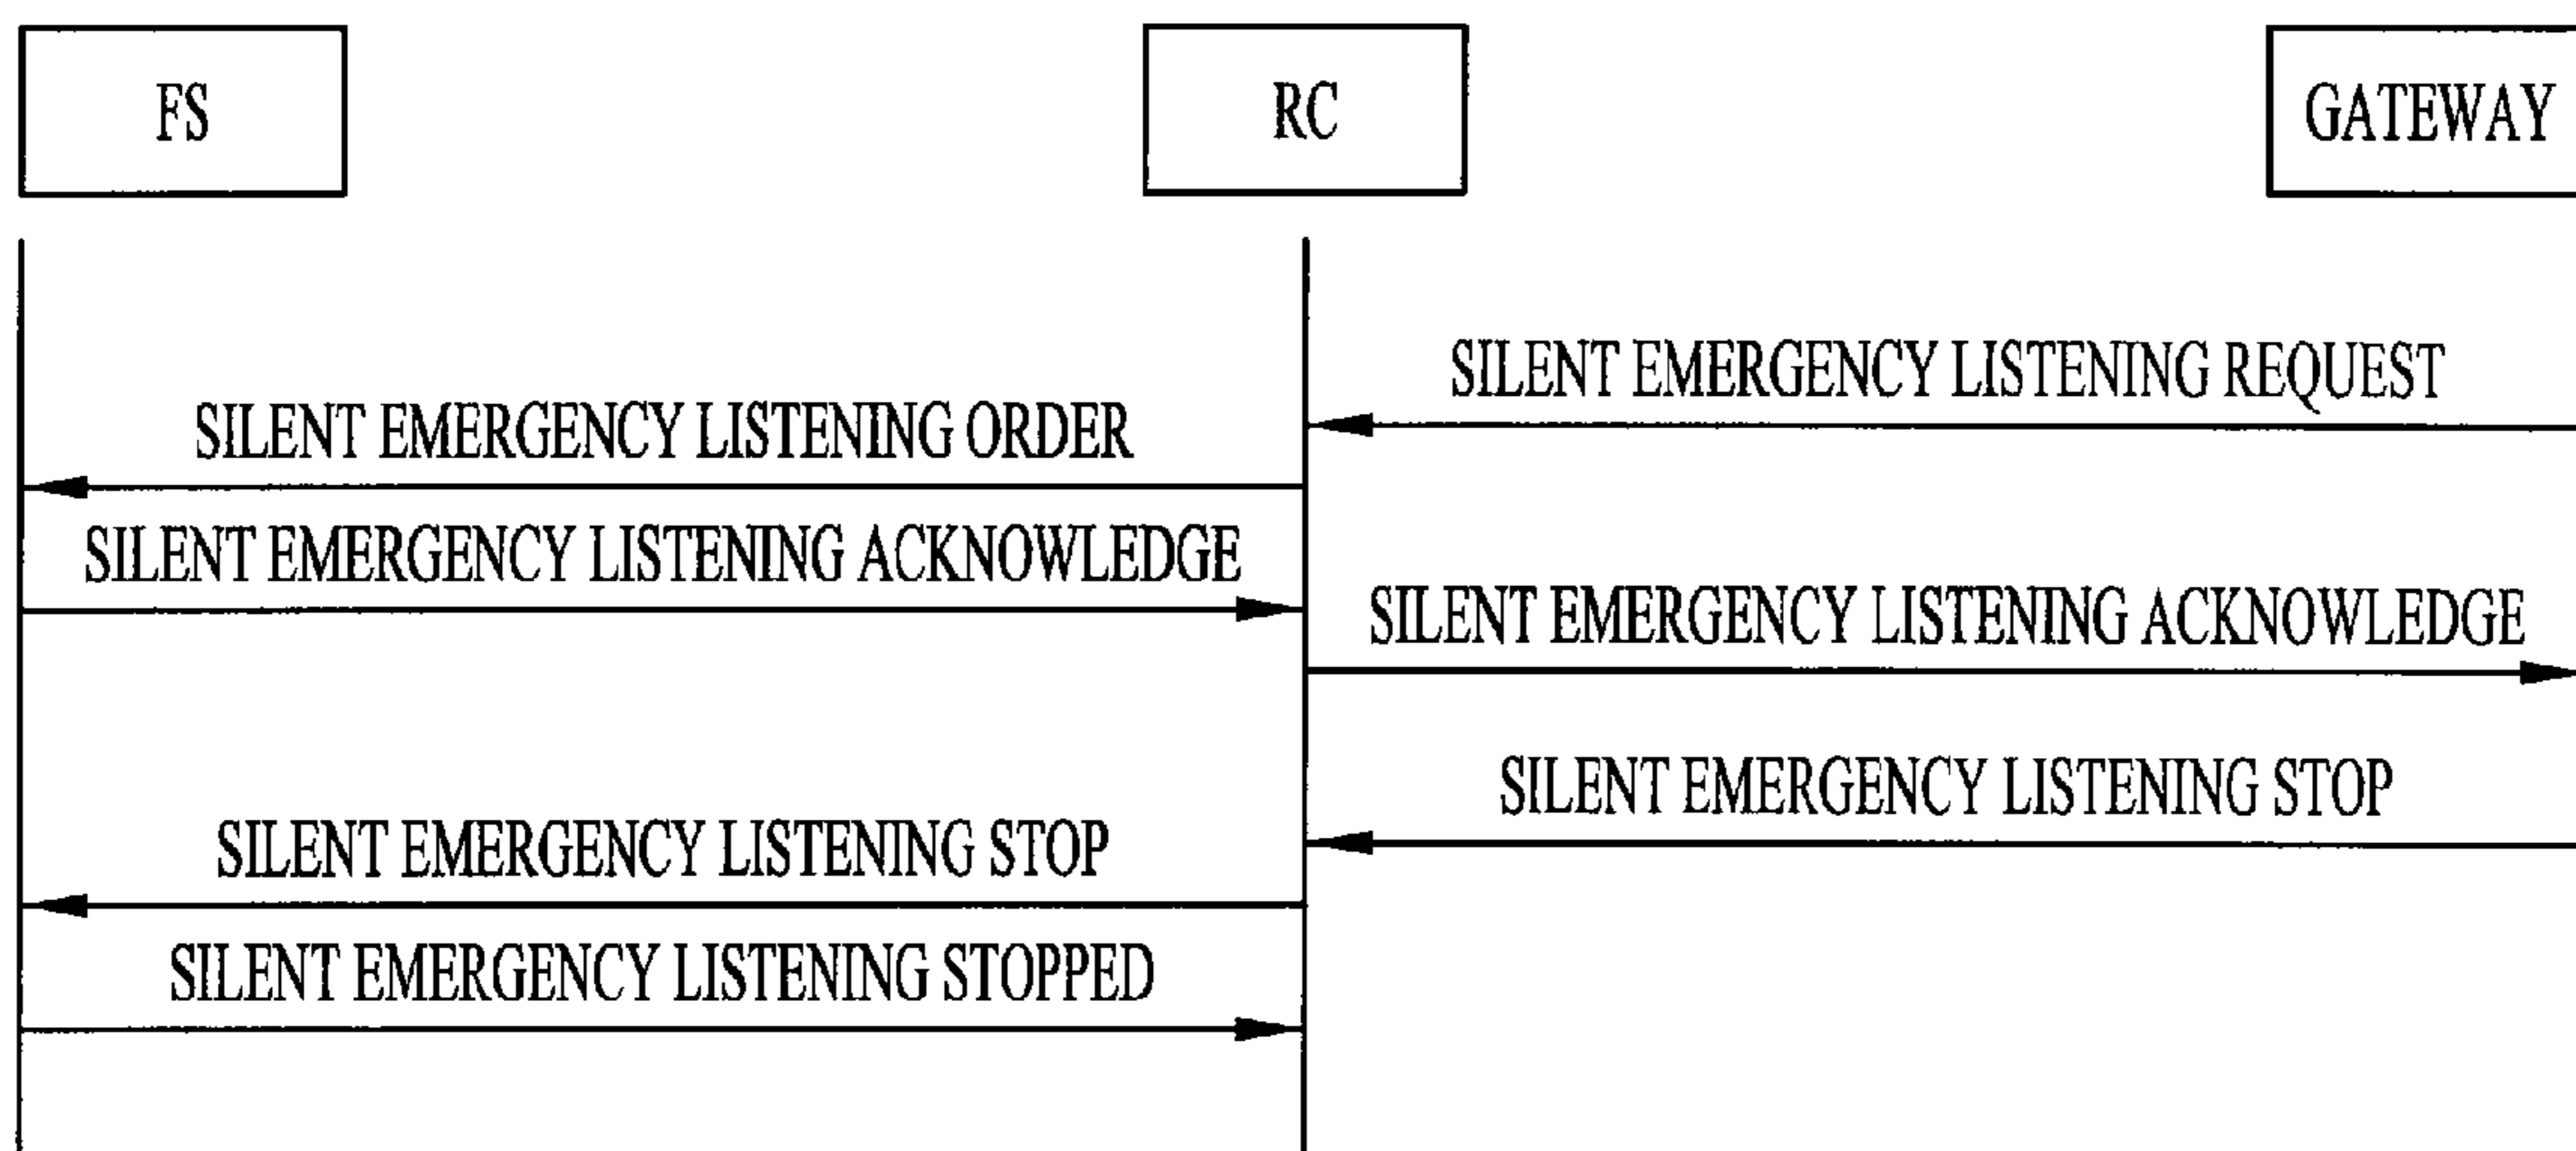 FS
RC
GATEWAY
SILENT EMERGENCY LISTENING REQUEST
SILENT EMERGENCY LISTENING ORDER
SILENT EMERGENCY LISTENING ACKNOWLEDGE
SILENT EMERGENCY LISTENING ACKNOWLEDGE
SILENT EMERGENCY LISTENING STOP
SILENT EMERGENCY LISTENING STOP
SILENT EMERGENCY LISTENING STOPPED